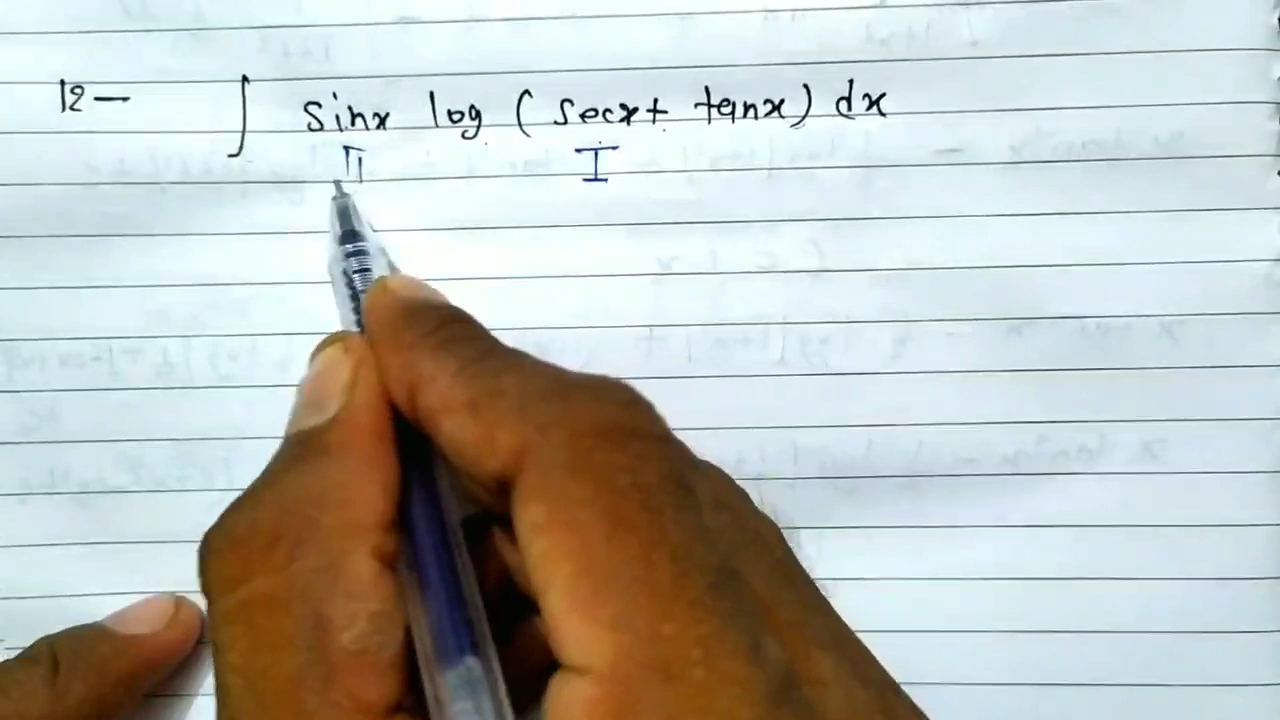 12- ∫ sinx log (secx+ tanx) dx
II I